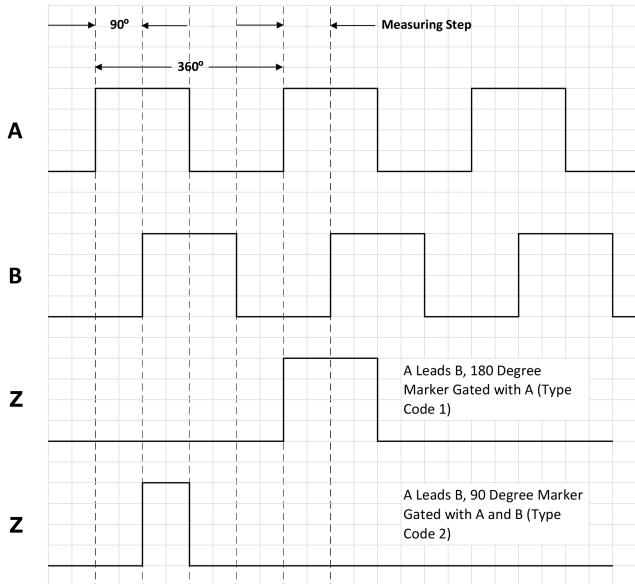 90º
Measuring Step
360º
A
B
A Leads B, 180 Degree
Marker Gated with A (Type
Code 1)
Z
A Leads B, 90 Degree Marker
Gated with A and B (Type
Code 2)
Z